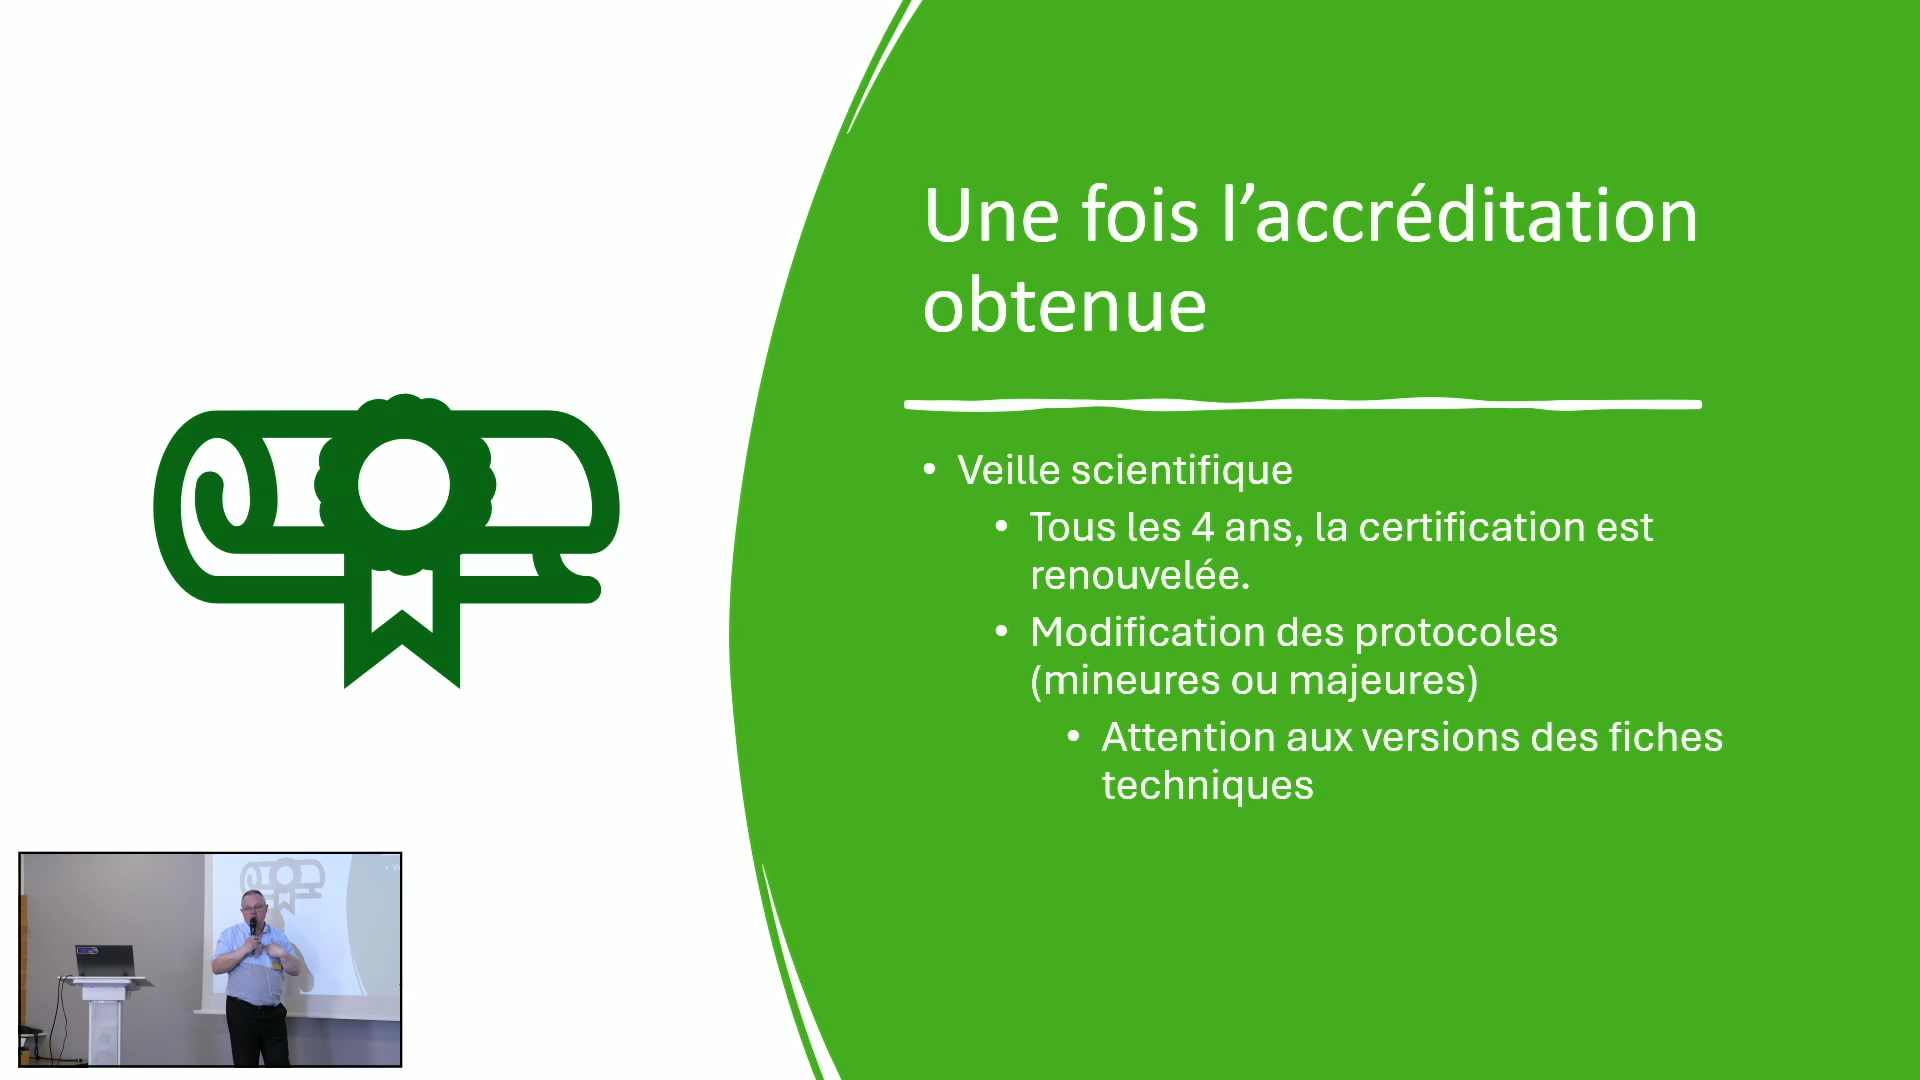 Une fois l’accréditation
obtenue
• Veille scientifique
• Tous les 4 ans, la certification est
renouvelée.
• Modification des protocoles
(mineures ou majeures)
• Attention aux versions des fiches
techniques